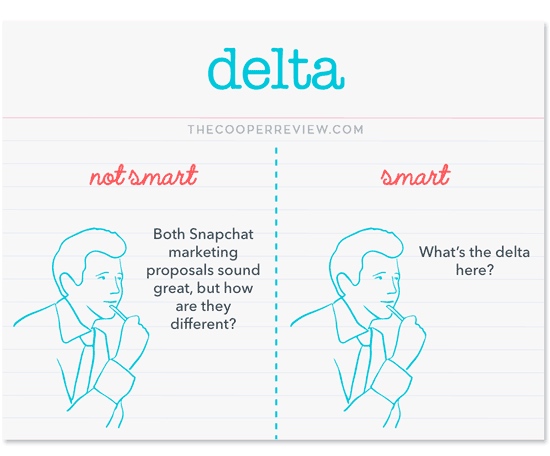 delta
THECOOPERREVIEW.COM
not smart
Both Snapchat
marketing
proposals sound
great, but how
are they
different?
smart
What's the delta
here?